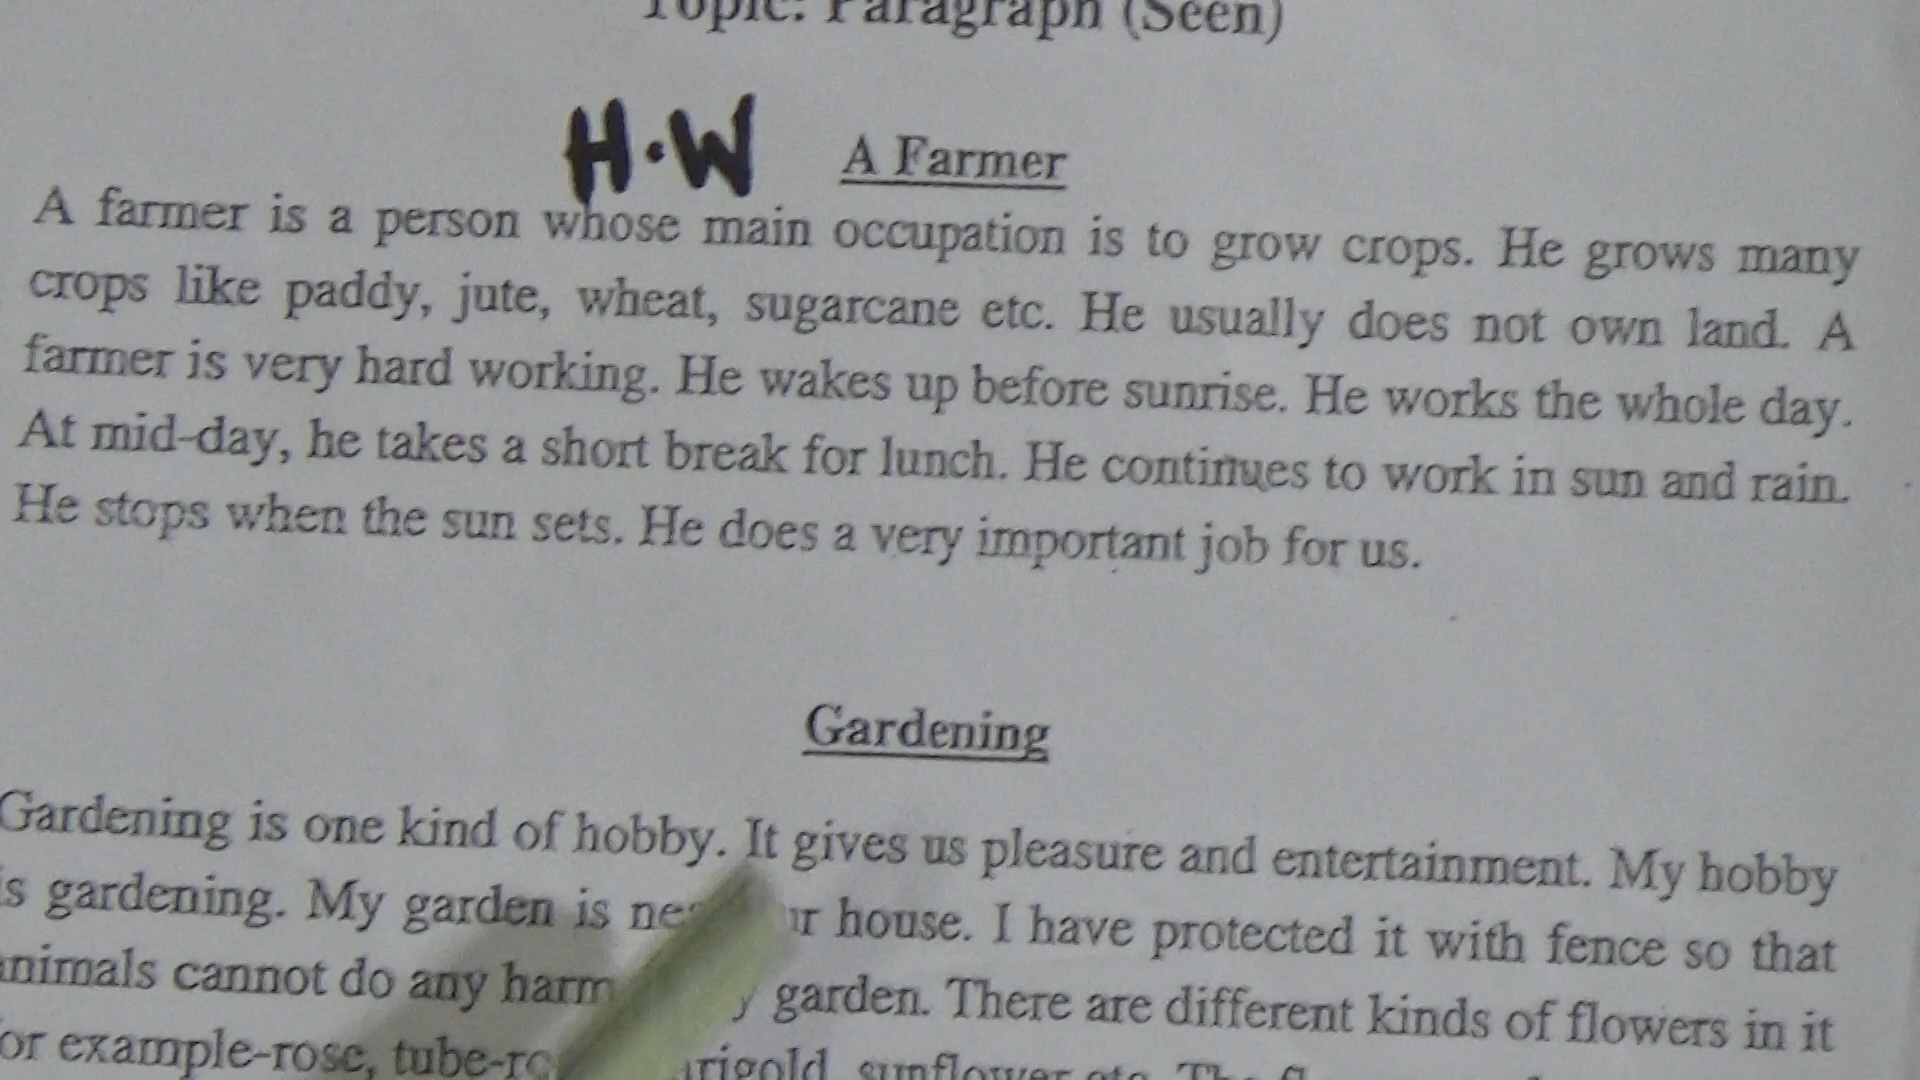 Topic: Paragraph (Seen)
H.W A Farmer
A farmer is a person whose main occupation is to grow crops. He grows many
crops like paddy, jute, wheat, sugarcane etc. He usually does not own land. A
farmer is very hard working. He wakes up before sunrise. He works the whole day.
At mid-day, he takes a short break for lunch. He continues to work in sun and rain.
He stops when the sun sets. He does a very important job for us.
Gardening
Gardening is one kind of hobby. It gives us pleasure and entertainment. My hobby
gardening. My garden is house. I have protected it with fence so that
cannot do any harm garden. There are different kinds of flowers in it
example-rose, sunflower etc. The